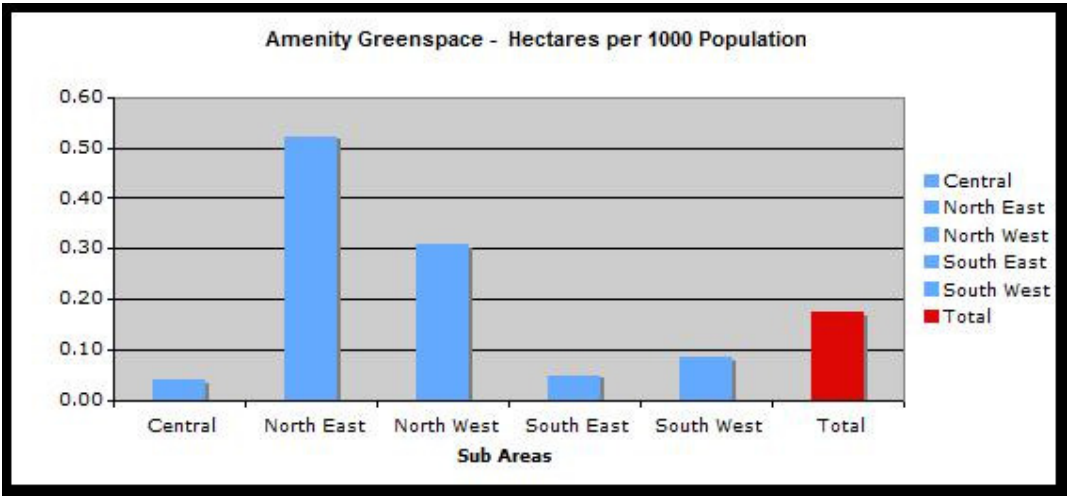 Amenity Greenspace - Hectares per 1000 Population
0.60
0.50
0.40
0.30
0.20
0.10
0.00
Central North East North West South East South West Total
Sub Areas
Central
North East
North West
South East
South West
Total